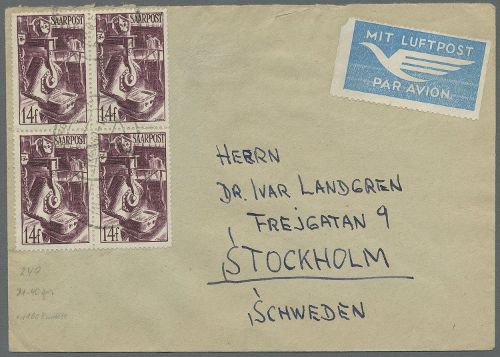 SAARPOST SAARPOST
14f 14f
SAARPOST SAARPOST
14f 14f
MIT LUFTPOST
PAR AVION
HERRN
DR. IVAR LANDGREN
FREJGATAN 9
STOCKHOLM
SCHWEDEN
249